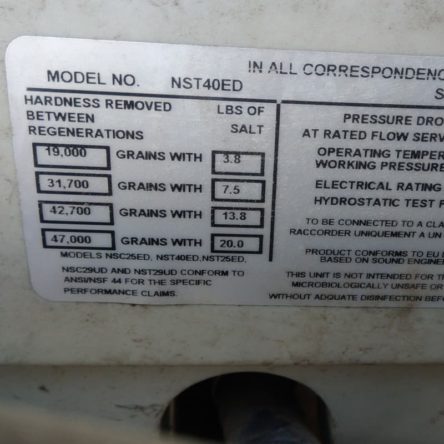 IN ALL CORRESPONDENC
MODEL NO. NST40ED
HARDNESS REMOVED
BETWEEN
REGENERATIONS
LBS OF
SALT
19,000 GRAINS WITH 3.8
31,700 GRAINS WITH 7.5
42,700 GRAINS WITH 13.8
47,000 GRAINS WITH 20.0
MODELS NSC25ED, NST40ED,NST25ED,
NSC29UD AND NST29UD CONFORM TO
ANSI/NSF 44 FOR THE SPECIFIC
PERFORMANCE CLAIMS.
S
PRESSURE DRO
AT RATED FLOW SERV
OPERATING TEMPER
WORKING PRESSURE
ELECTRICAL RATING
HYDROSTATIC TEST P
TO BE CONNECTED TO A CLA
RACCORDER UNIQUEMENT A UN
PRODUCT CONFORMS TO EU
BASED ON SOUND ENGINEE
THIS UNIT IS NOT INTENDED FOR TR
MICROBIOLOGICALLY UNSAFE OR
WITHOUT ADQUATE DISINFECTION BEF